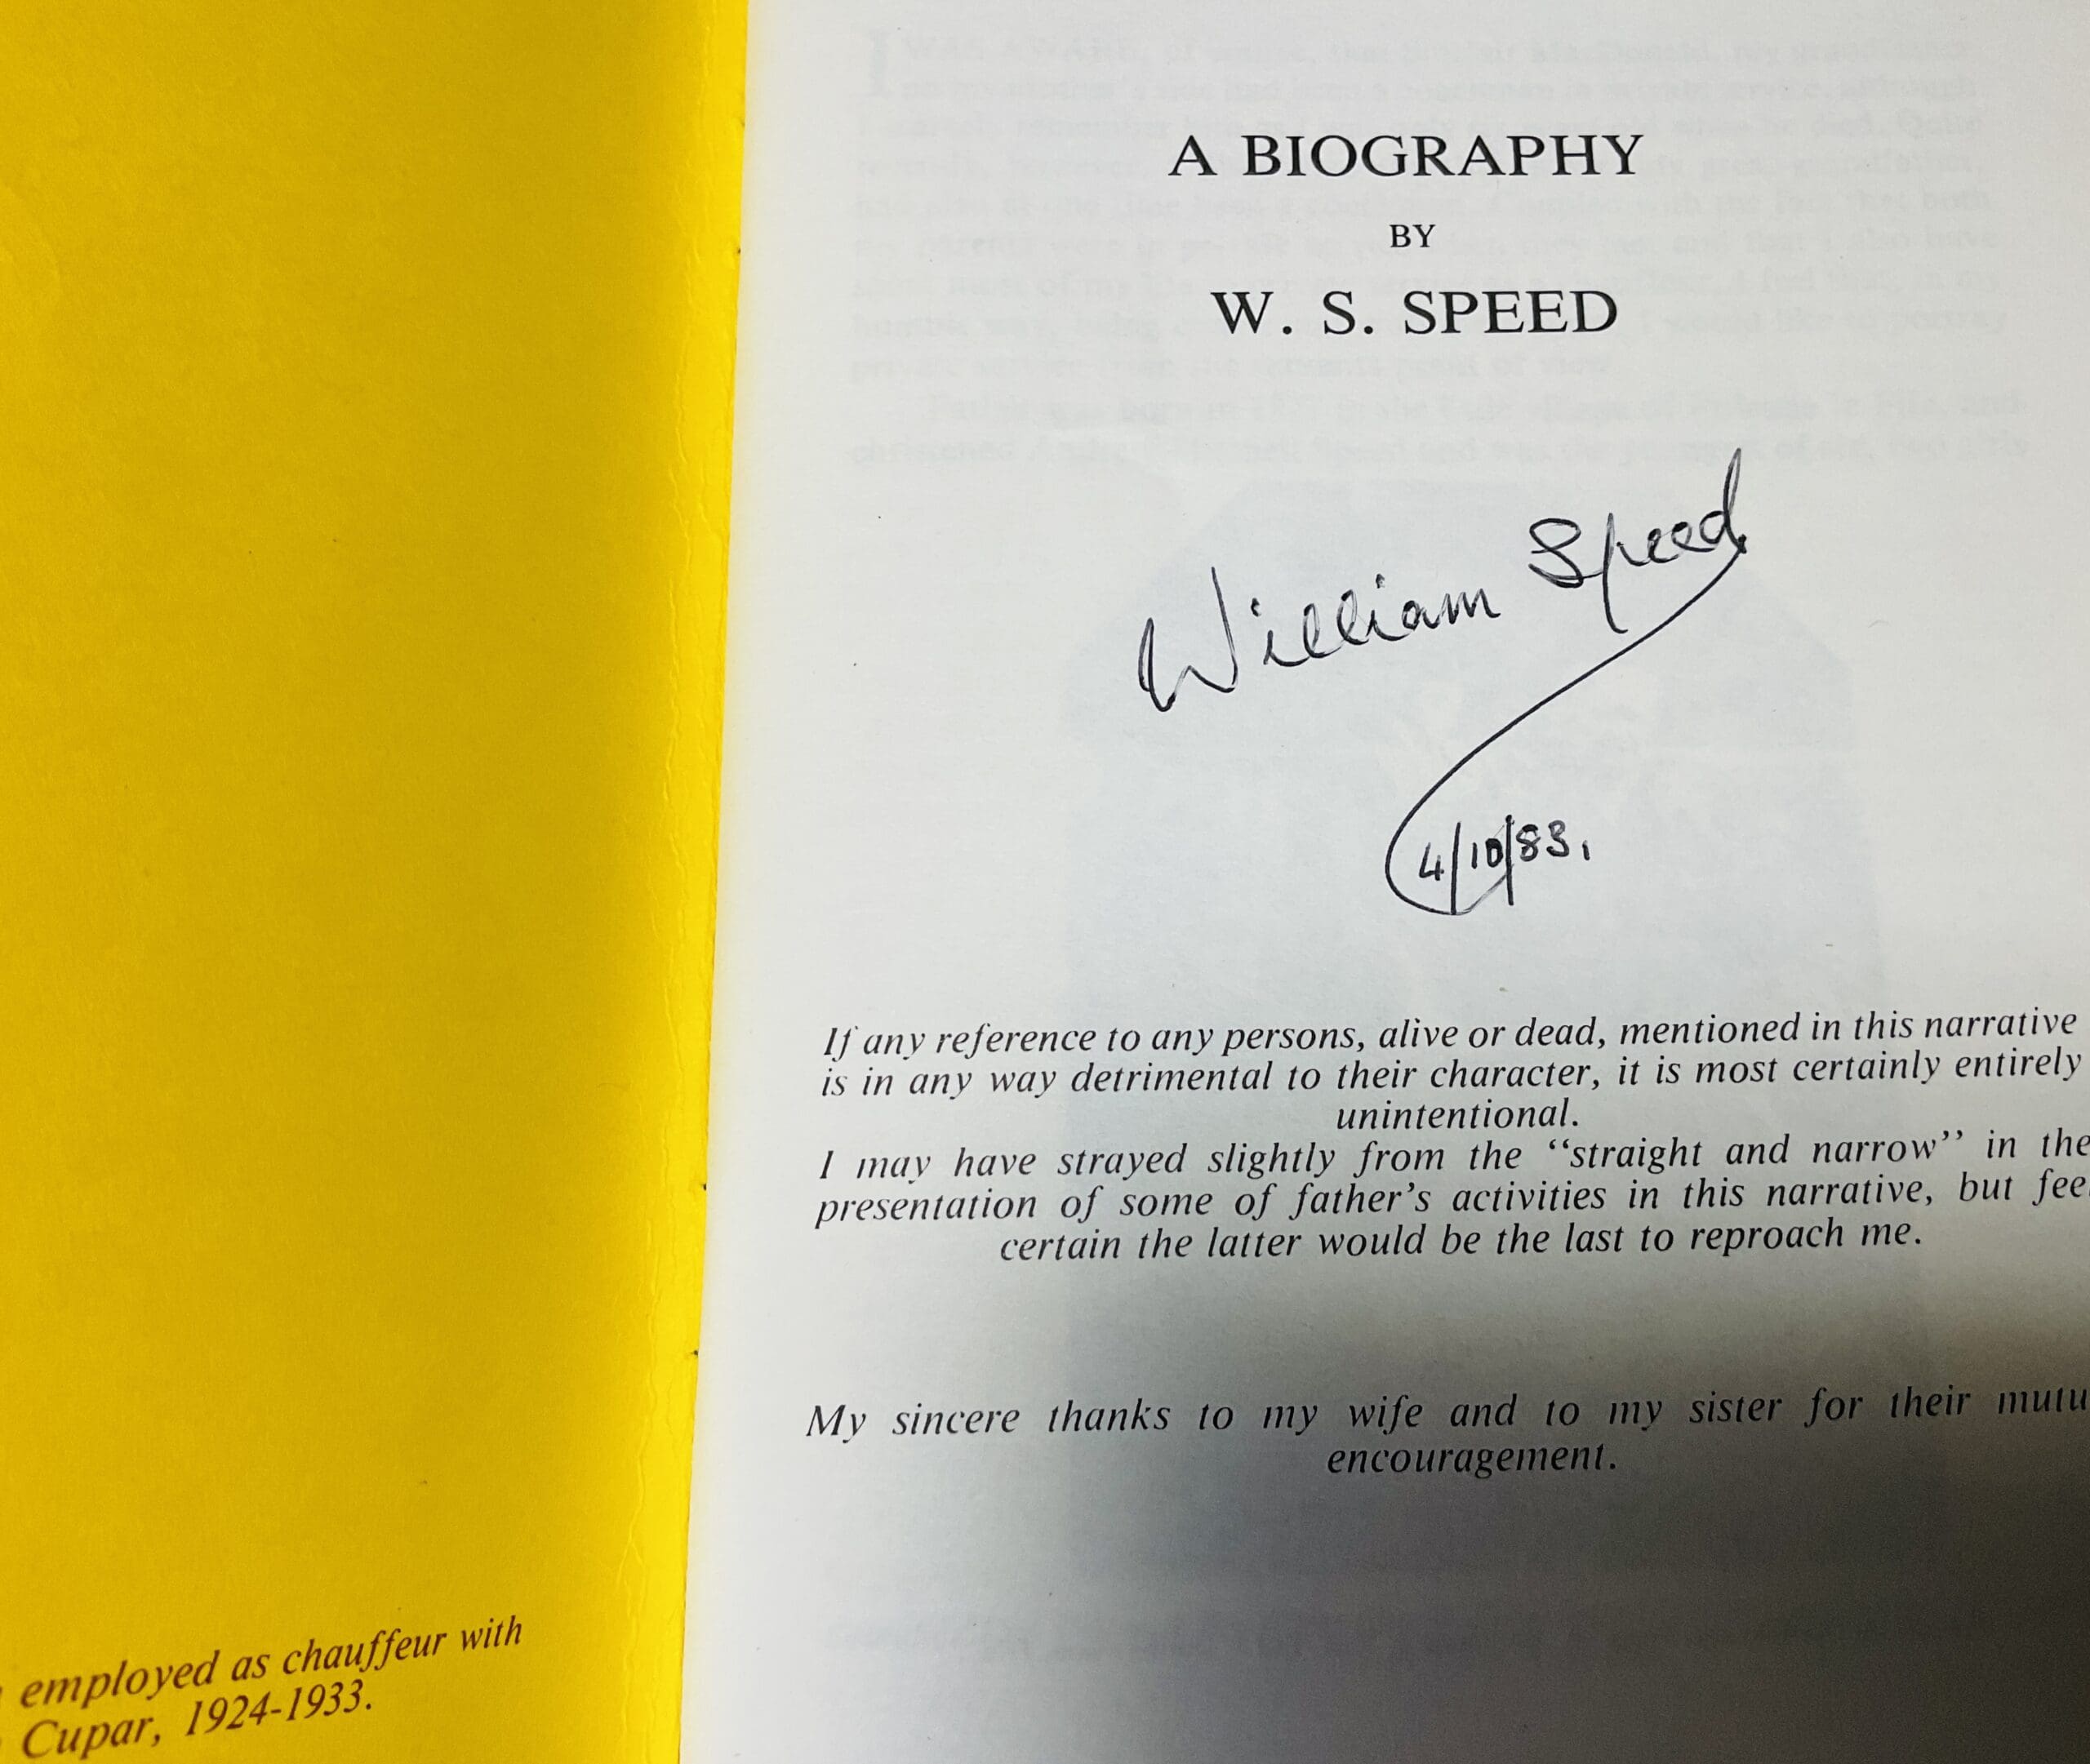 employed as chauffeur with
Cupar, 1924-1933.
A BIOGRAPHY
BY
W. S. SPEED
William Speed
4/10/83.
If any reference to any persons, alive or dead, mentioned in this narrative
is in any way detrimental to their character, it is most certainly entirely
unintentional.
I may have strayed slightly from the “straight and narrow” in the
presentation of some of father’s activities in this narrative, but feel
certain the latter would be the last to reproach me.
My sincere thanks to my wife and to my sister for their mutu
encouragement.